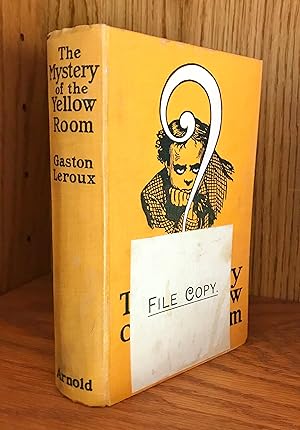 The
Mystery
of the
Yellow
Room
Gaston
Leroux
Arnold
?
FILE COPY.